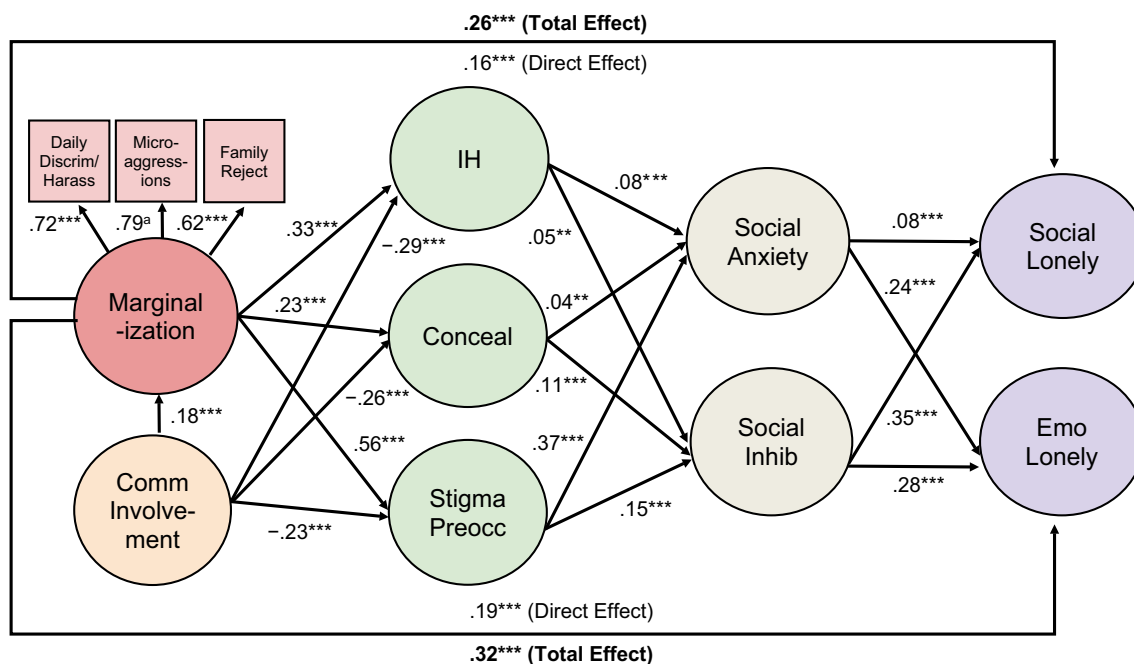 .26*** (Total Effect)
.16*** (Direct Effect)
Daily
Discrim/
Harass
Micro-
aggress-
ions
Family
Reject
.72***
.79ᵃ
.62***
Marginal
-ization
.18***
Comm
Involve-
ment
.33***
−.29***
.23***
−.26***
.56***
−.23***
IH
Conceal
Stigma
Preocc
.08***
.05**
.04**
.11***
.37***
.15***
Social
Anxiety
Social
Inhib
.08***
.24***
.35***
.28***
Social
Lonely
Emo
Lonely
.19*** (Direct Effect)
.32*** (Total Effect)